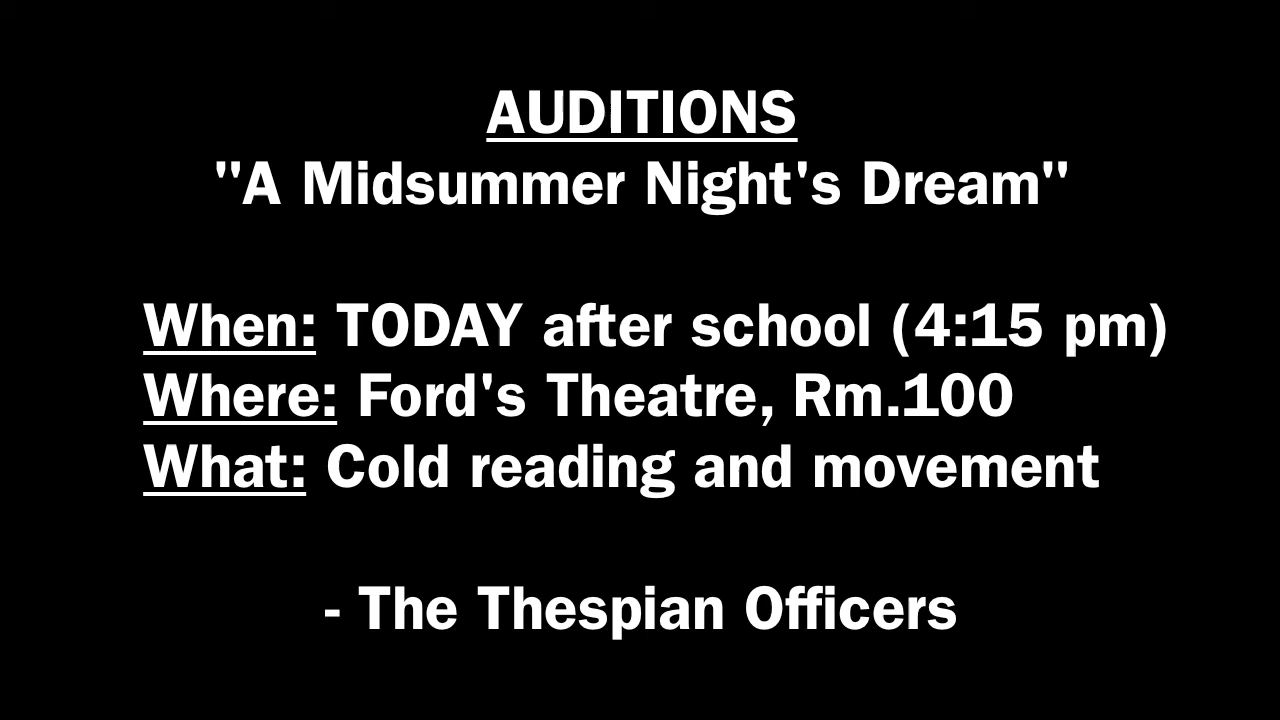 AUDITIONS
"A Midsummer Night's Dream"
When: TODAY after school (4:15 pm)
Where: Ford's Theatre, Rm.100
What: Cold reading and movement
- The Thespian Officers